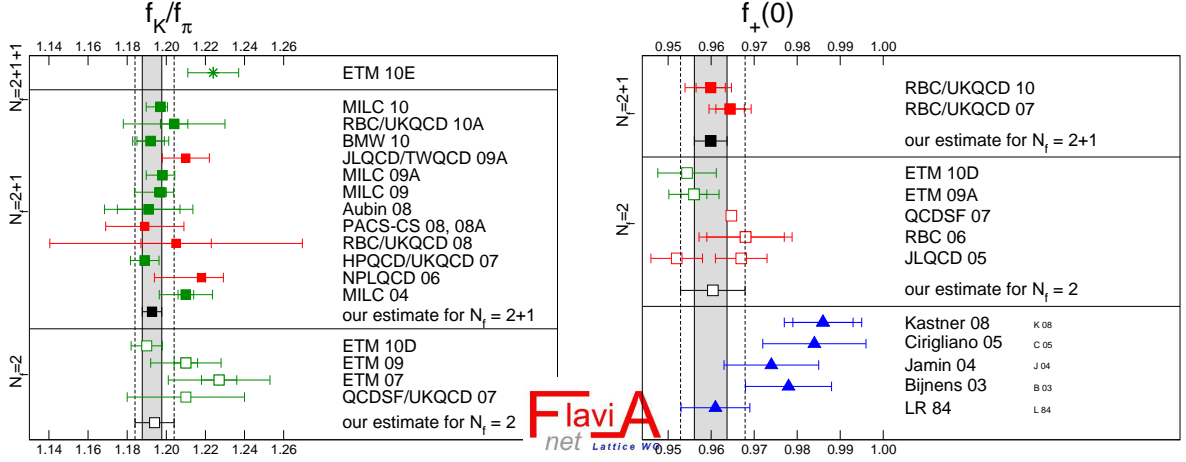 f_K/f_π
1.14 1.16 1.18 1.20 1.22 1.24 1.26
N_f=2+1+1
ETM 10E
N_f=2+1
MILC 10
RBC/UKQCD 10A
BMW 10
JLQCD/TWQCD 09A
MILC 09A
MILC 09
Aubin 08
PACS-CS 08, 08A
RBC/UKQCD 08
HPQCD/UKQCD 07
NPLQCD 06
MILC 04
our estimate for N_f = 2+1
N_f=2
ETM 10D
ETM 09
ETM 07
QCDSF/UKQCD 07
our estimate for N_f = 2
1.14 1.16 1.18 1.20 1.22 1.24 1.26
FlaviA
net Lattice WG
f_+(0)
0.95 0.96 0.97 0.98 0.99 1.00
N_f=2+1
RBC/UKQCD 10
RBC/UKQCD 07
our estimate for N_f = 2+1
N_f=2
ETM 10D
ETM 09A
QCDSF 07
RBC 06
JLQCD 05
our estimate for N_f = 2
Kastner 08 K 08
Cirigliano 05 C 05
Jamin 04 J 04
Bijnens 03 B 03
LR 84 L 84
0.95 0.96 0.97 0.98 0.99 1.00